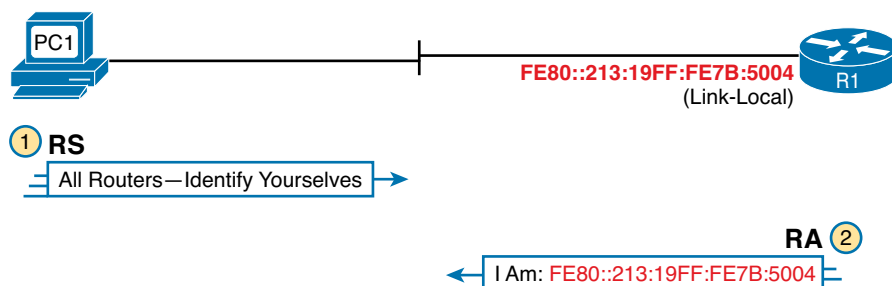 PC1
FE80::213:19FF:FE7B:5004
(Link-Local)
R1
1 RS
All Routers—Identify Yourselves
RA 2
I Am: FE80::213:19FF:FE7B:5004